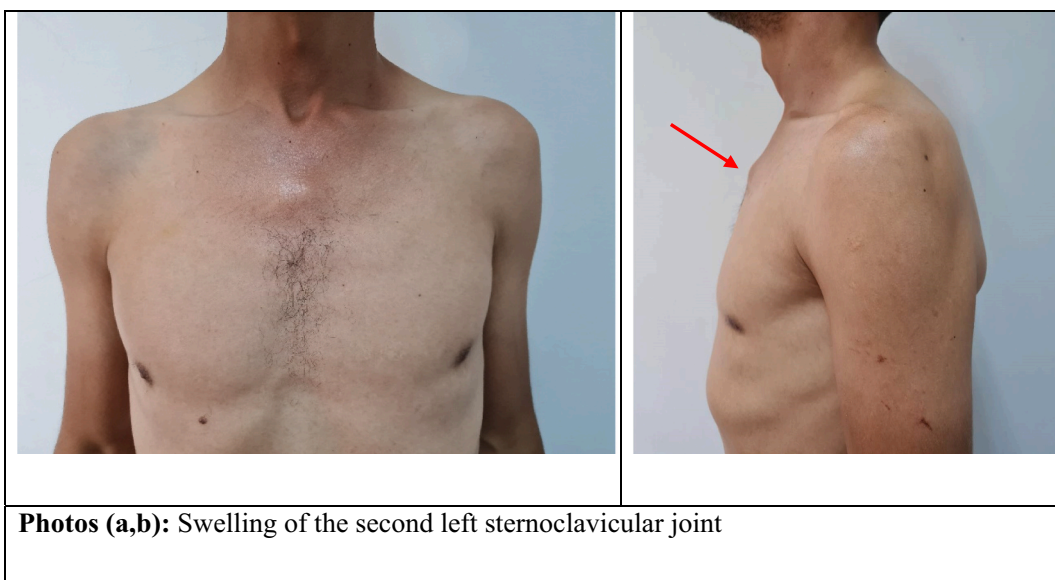 Photos (a,b): Swelling of the second left sternoclavicular joint